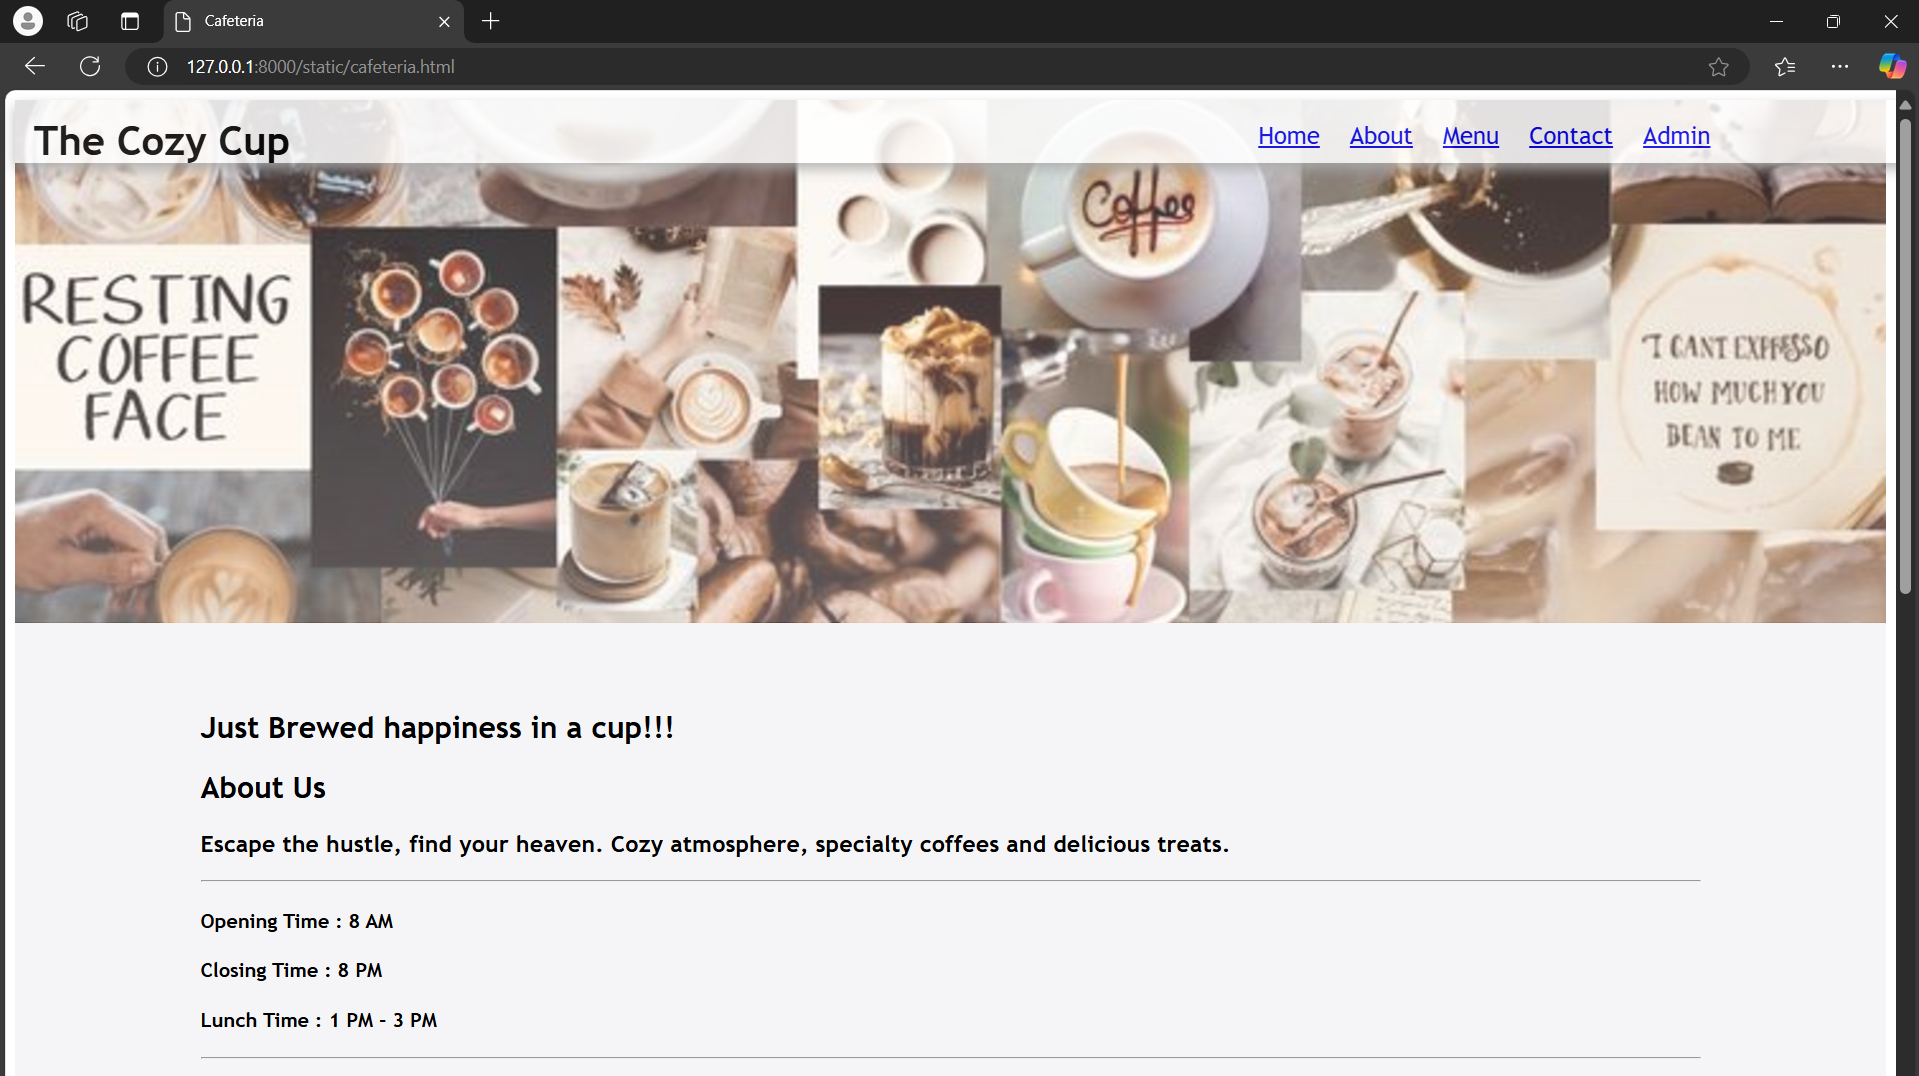 Cafeteria
127.0.0.1:8000/static/cafeteria.html
The Cozy Cup
Home About Menu Contact Admin
Coffee
RESTING
COFFEE
FACE
"I CANT EXPRESSO
HOW MUCH YOU
BEAN TO ME
Just Brewed happiness in a cup!!!
About Us
Escape the hustle, find your heaven. Cozy atmosphere, specialty coffees and delicious treats.
Opening Time : 8 AM
Closing Time : 8 PM
Lunch Time : 1 PM - 3 PM